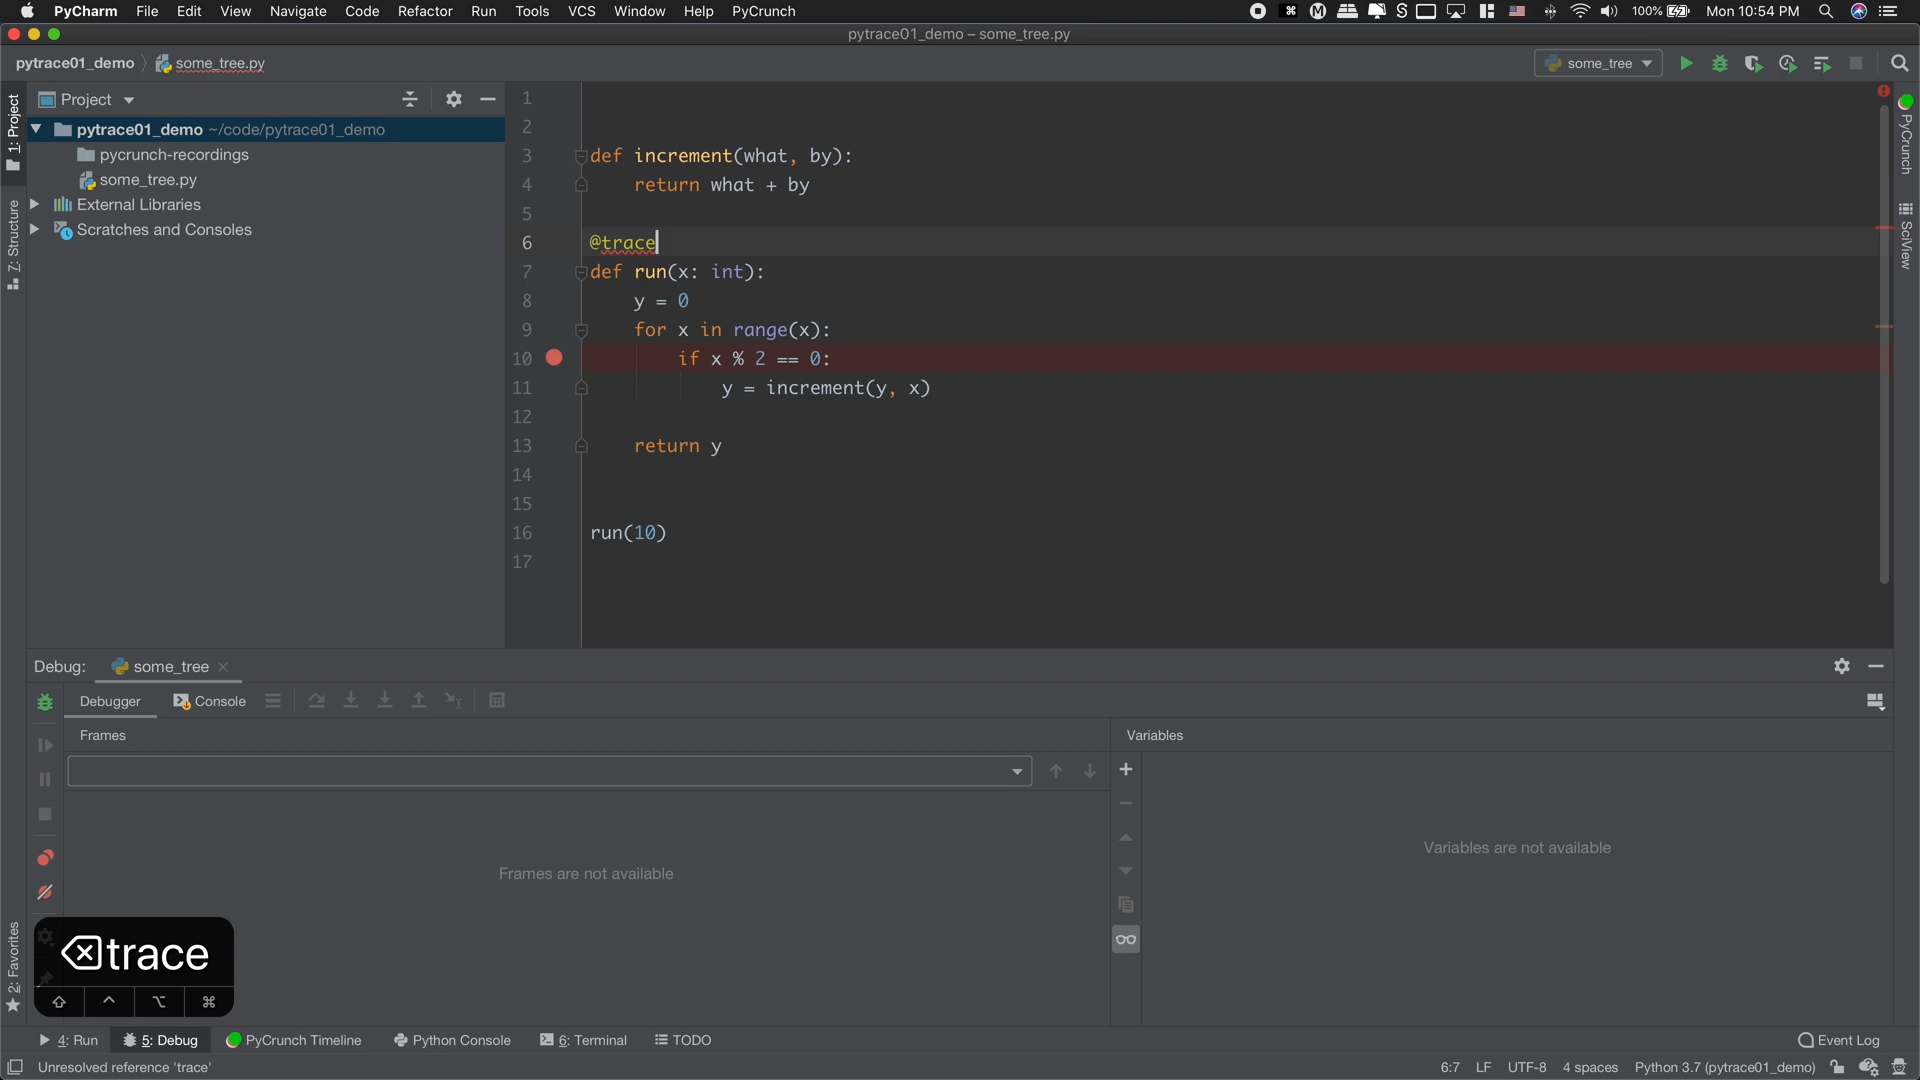 PyCharm File Edit View Navigate Code Refactor Run Tools VCS Window Help PyCrunch 100% Mon 10:54 PM
pytrace01_demo – some_tree.py
pytrace01_demo some_tree.py some_tree
Project
1: Project
7: Structure
2: Favorites
pytrace01_demo ~/code/pytrace01_demo
pycrunch-recordings
some_tree.py
External Libraries
Scratches and Consoles
1
2
3 def increment(what, by):
4 return what + by
5
6 @trace
7 def run(x: int):
8 y = 0
9 for x in range(x):
10 if x % 2 == 0:
11 y = increment(y, x)
12
13 return y
14
15
16 run(10)
17
PyCrunch
SciView
Debug: some_tree
Debugger Console
Frames
Variables
Frames are not available
Variables are not available
trace
4: Run 5: Debug PyCrunch Timeline Python Console 6: Terminal TODO Event Log
Unresolved reference 'trace' 6:7 LF UTF-8 4 spaces Python 3.7 (pytrace01_demo)